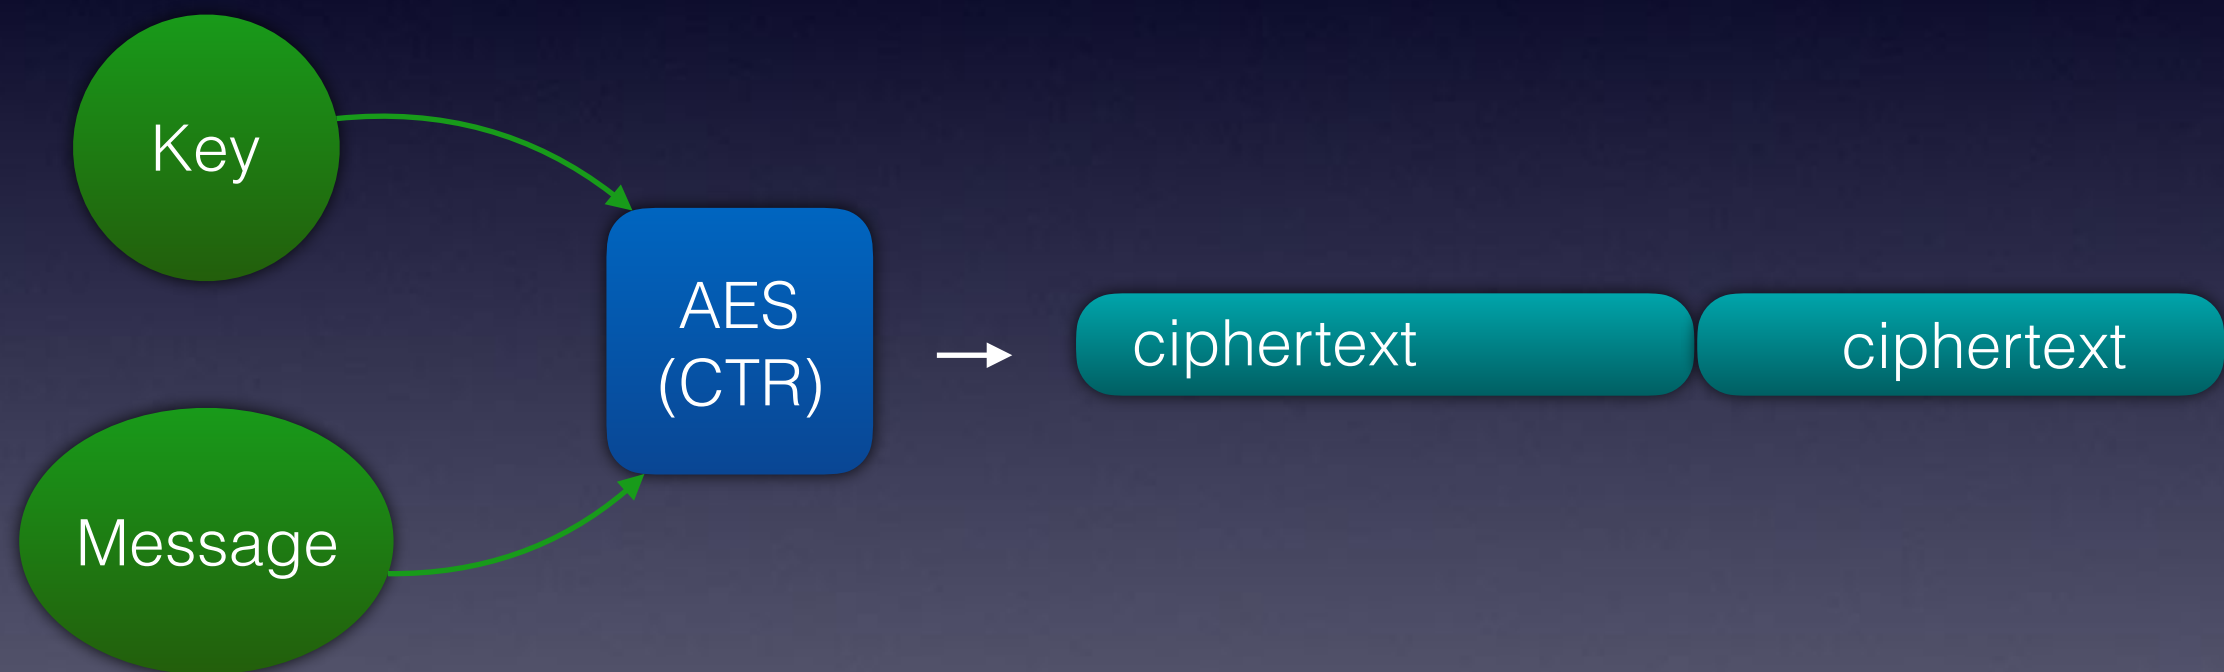 Key
AES
(CTR)
ciphertext
ciphertext
Message